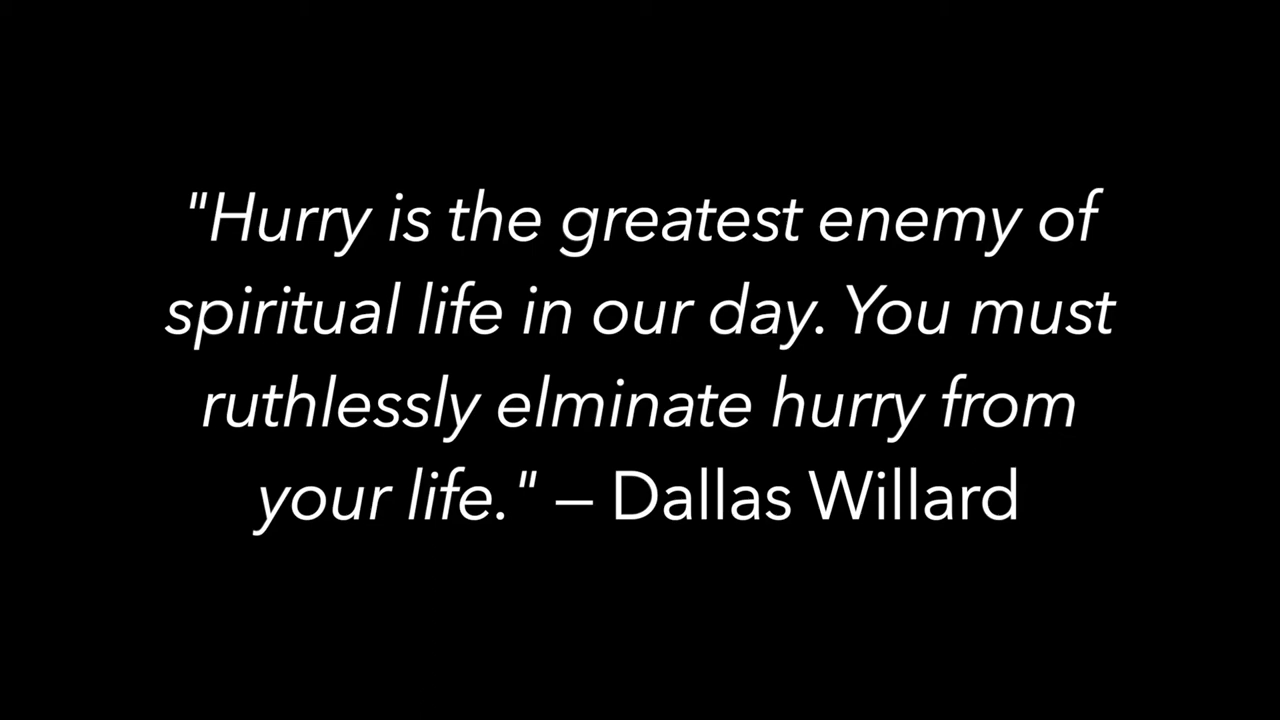 "Hurry is the greatest enemy of
spiritual life in our day. You must
ruthlessly elminate hurry from
your life." – Dallas Willard